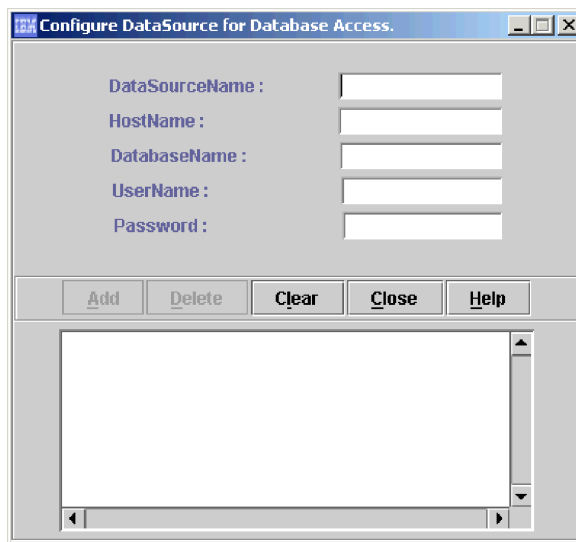 IBM Configure DataSource for Database Access.
DataSourceName :
HostName :
DatabaseName :
UserName :
Password :
Add Delete Clear Close Help